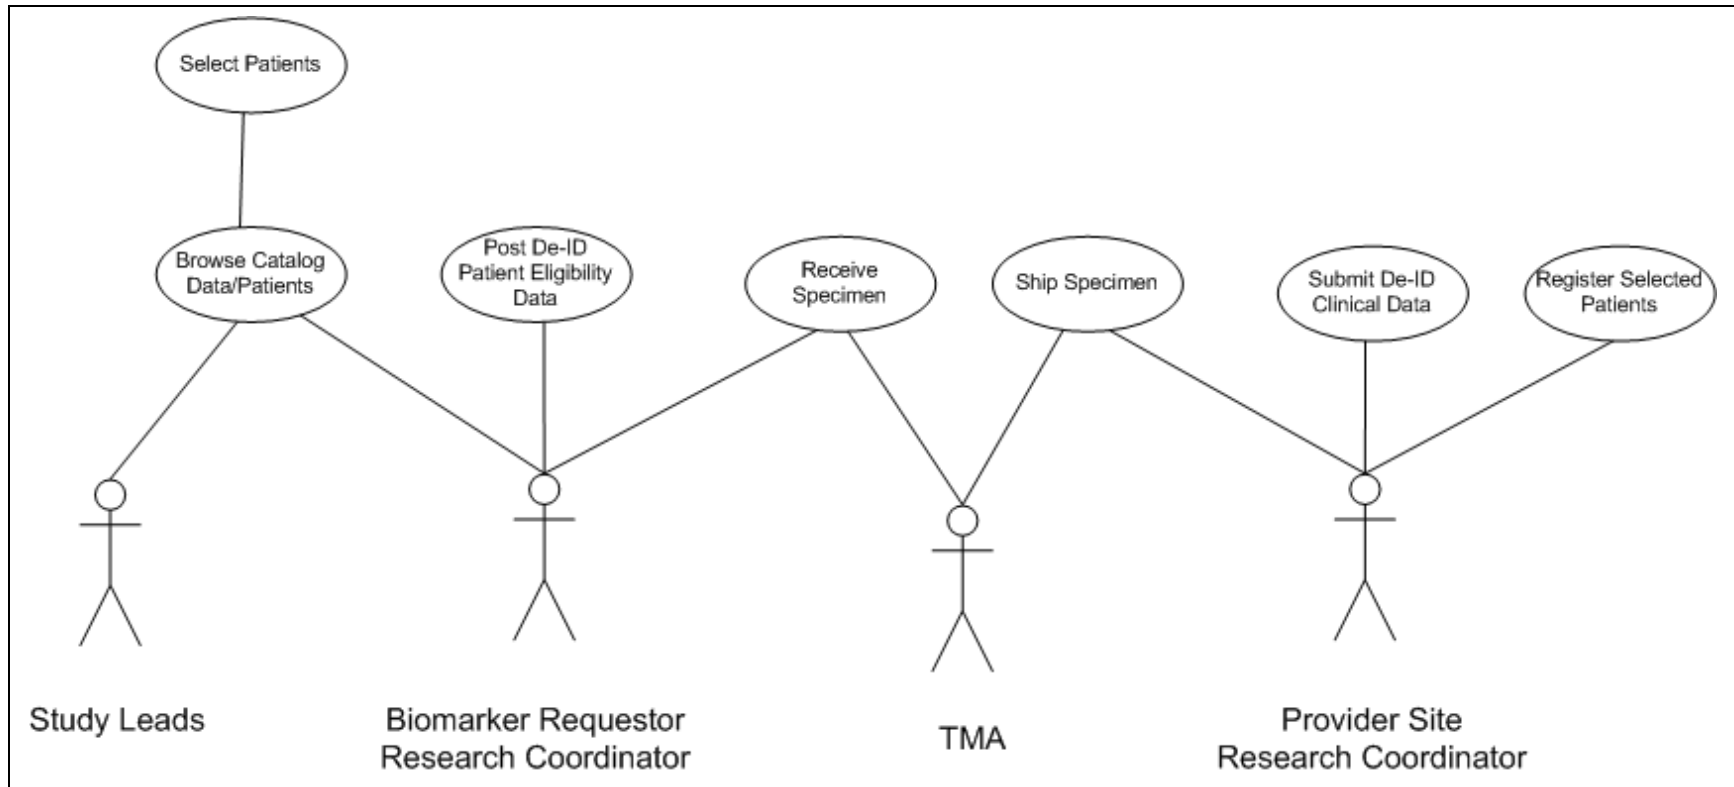 Select Patients
Browse Catalog
Data/Patients
Post De-ID
Patient Eligibility
Data
Receive
Specimen
Ship Specimen
Submit De-ID
Clinical Data
Register Selected
Patients
Study Leads
Biomarker Requestor
Research Coordinator
TMA
Provider Site
Research Coordinator